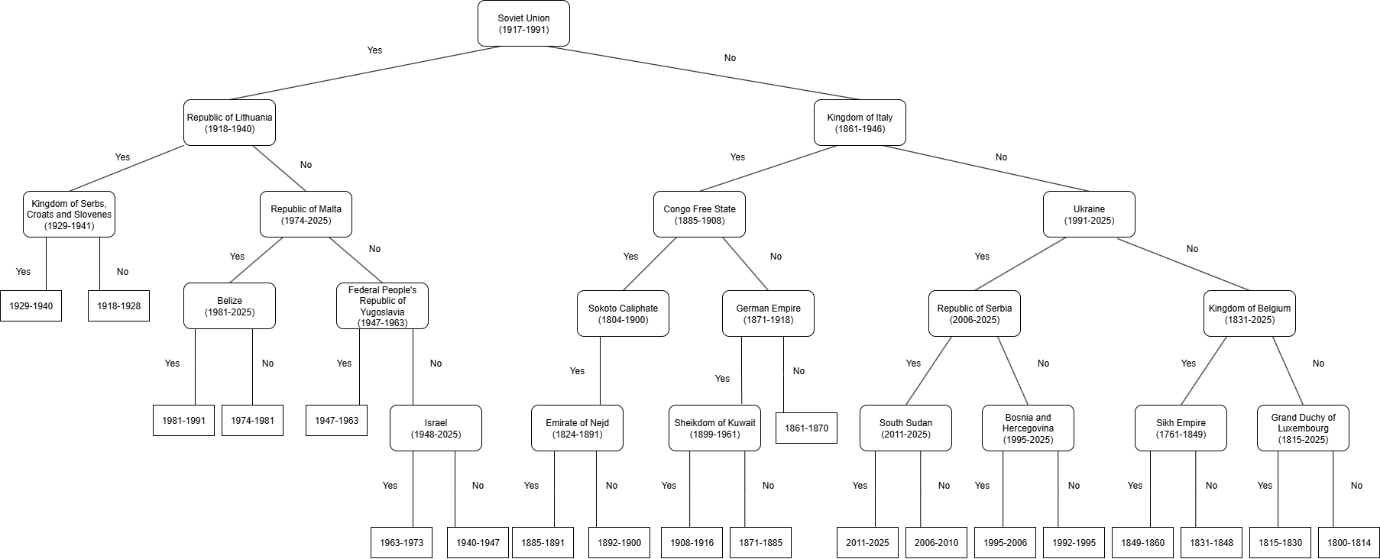 Soviet Union
(1917-1991)
Yes
No
Republic of Lithuania
(1918-1940)
Kingdom of Italy
(1861-1946)
Yes
No
Yes
No
Kingdom of Serbs,
Croats and Slovenes
(1929-1941)
Republic of Malta
(1974-2025)
Congo Free State
(1885-1908)
Ukraine
(1991-2025)
Yes
No
Yes
No
Yes
No
Yes
No
1929-1940
1918-1928
Belize
(1981-2025)
Federal People's
Republic of
Yugoslavia
(1947-1963)
Sokoto Caliphate
(1804-1900)
German Empire
(1871-1918)
Republic of Serbia
(2006-2025)
Kingdom of Belgium
(1831-2025)
Yes
No
Yes
No
Yes
Yes
No
Yes
No
Yes
No
1981-1991
1974-1981
1947-1963
Israel
(1948-2025)
Emirate of Nejd
(1824-1891)
Sheikdom of Kuwait
(1899-1961)
1861-1870
South Sudan
(2011-2025)
Bosnia and
Hercegovina
(1995-2025)
Sikh Empire
(1761-1849)
Grand Duchy of
Luxembourg
(1815-2025)
Yes
No
Yes
No
Yes
No
Yes
No
Yes
No
Yes
No
Yes
No
1963-1973
1940-1947
1885-1891
1892-1900
1908-1916
1871-1885
2011-2025
2006-2010
1995-2006
1992-1995
1849-1860
1831-1848
1815-1830
1800-1814